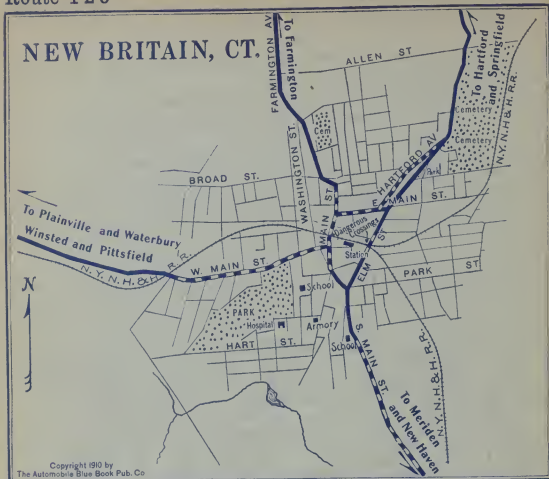 NEW BRITAIN, CT.
FARMINGTON AV
To Farmington
ALLEN ST
To Hartford
and Springfield
N.Y. N.H & H. R.R.
Cemetery
Cemetery
Cem
WASHINGTON ST.
HARTFORD AV
BROAD ST.
Park
E. MAIN ST.
MAIN ST
Dangerous
Crossings
To Plainville and Waterbury
Winsted and Pittsfield
N.Y. N.H & H R.R.
W. MAIN ST.
Station
ELM ST
PARK ST
N
School
PARK
Hospital
Armory
HART ST.
School
S. MAIN ST.
N.Y. N.H & H. R.R.
To Meriden
and New Haven
Copyright 1910 by
The Automobile Blue Book Pub. Co